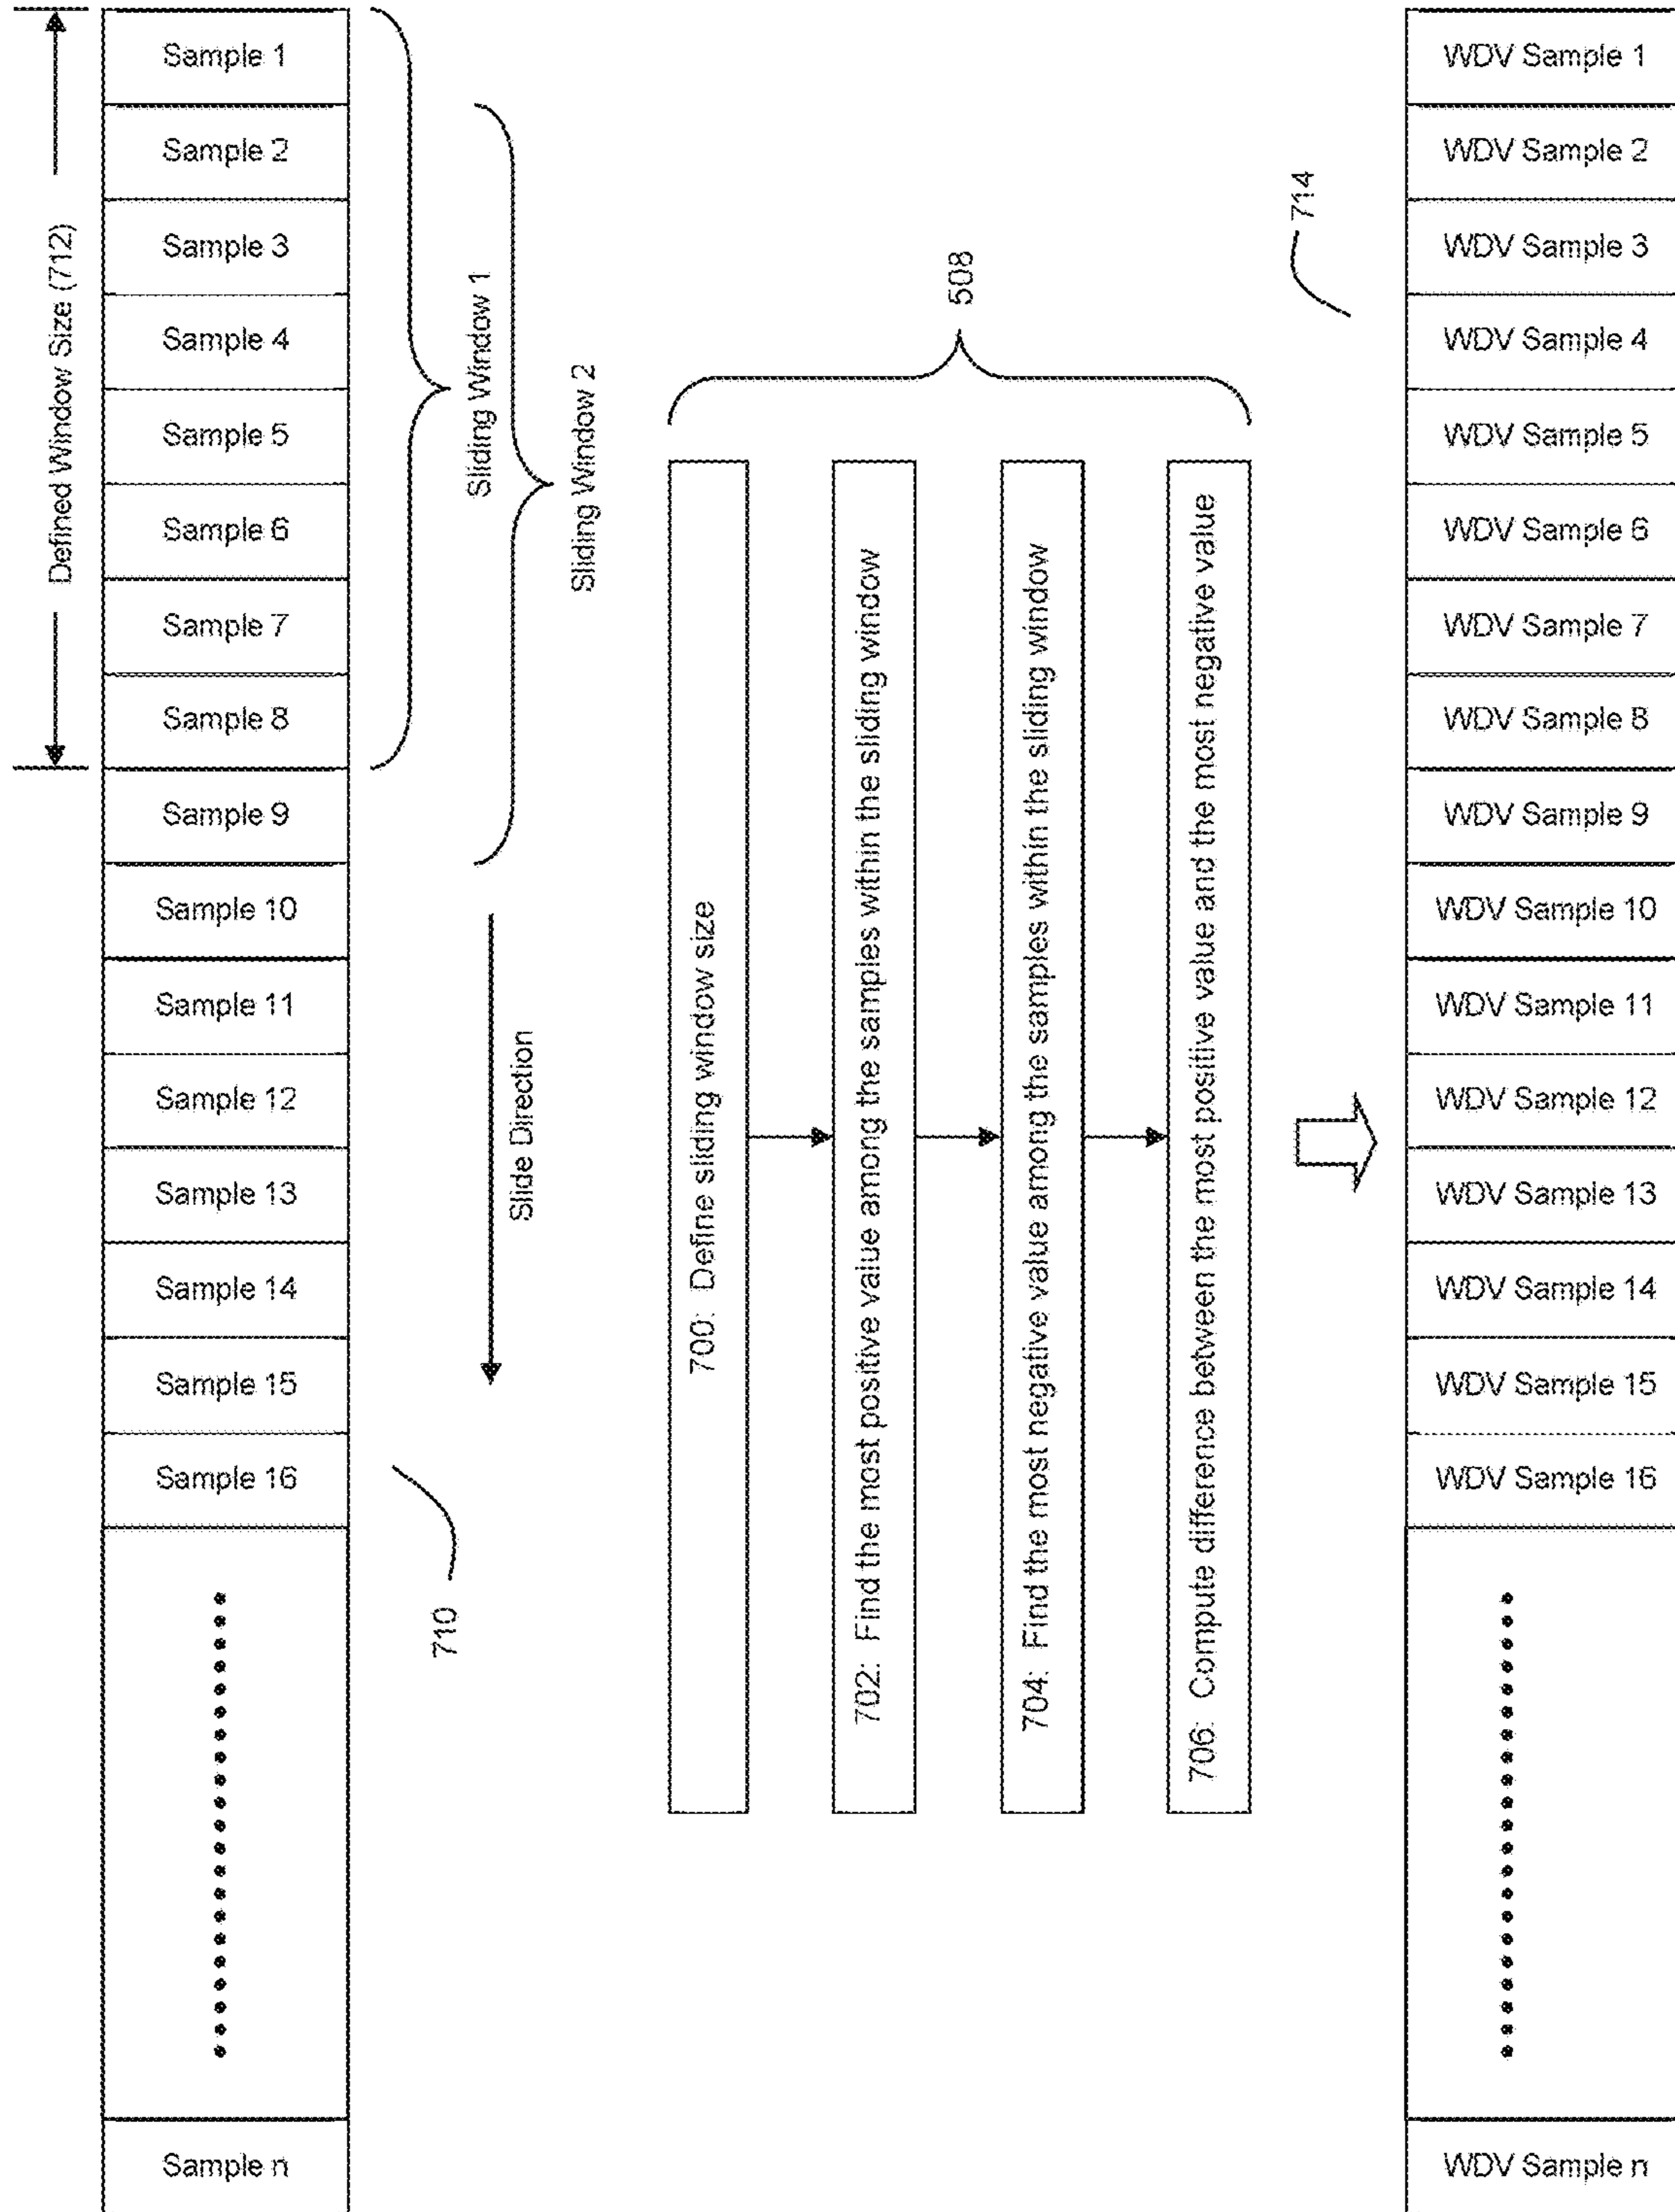 Defined Window Size (712)
Sample 1
Sample 2
Sample 3
Sample 4
Sample 5
Sample 6
Sample 7
Sample 8
Sample 9
Sample 10
Sample 11
Sample 12
Sample 13
Sample 14
Sample 15
Sample 16
Sample n
Sliding Window 1
Sliding Window 2
Slide Direction
710
508
700: Define sliding window size
702: Find the most positive value among the samples within the sliding window
704: Find the most negative value among the samples within the sliding window
706: Compute difference between the most positive value and the most negative value
714
WDV Sample 1
WDV Sample 2
WDV Sample 3
WDV Sample 4
WDV Sample 5
WDV Sample 6
WDV Sample 7
WDV Sample 8
WDV Sample 9
WDV Sample 10
WDV Sample 11
WDV Sample 12
WDV Sample 13
WDV Sample 14
WDV Sample 15
WDV Sample 16
WDV Sample n